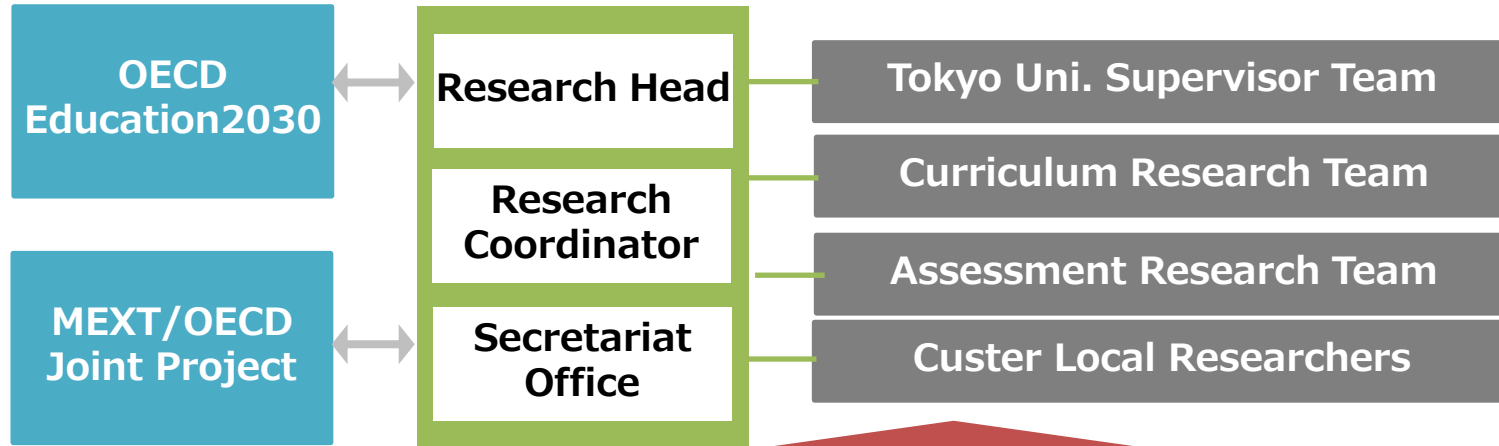 OECD
Education2030
MEXT/OECD
Joint Project
Research Head
Research
Coordinator
Secretariat
Office
Tokyo Uni. Supervisor Team
Curriculum Research Team
Assessment Research Team
Custer Local Researchers